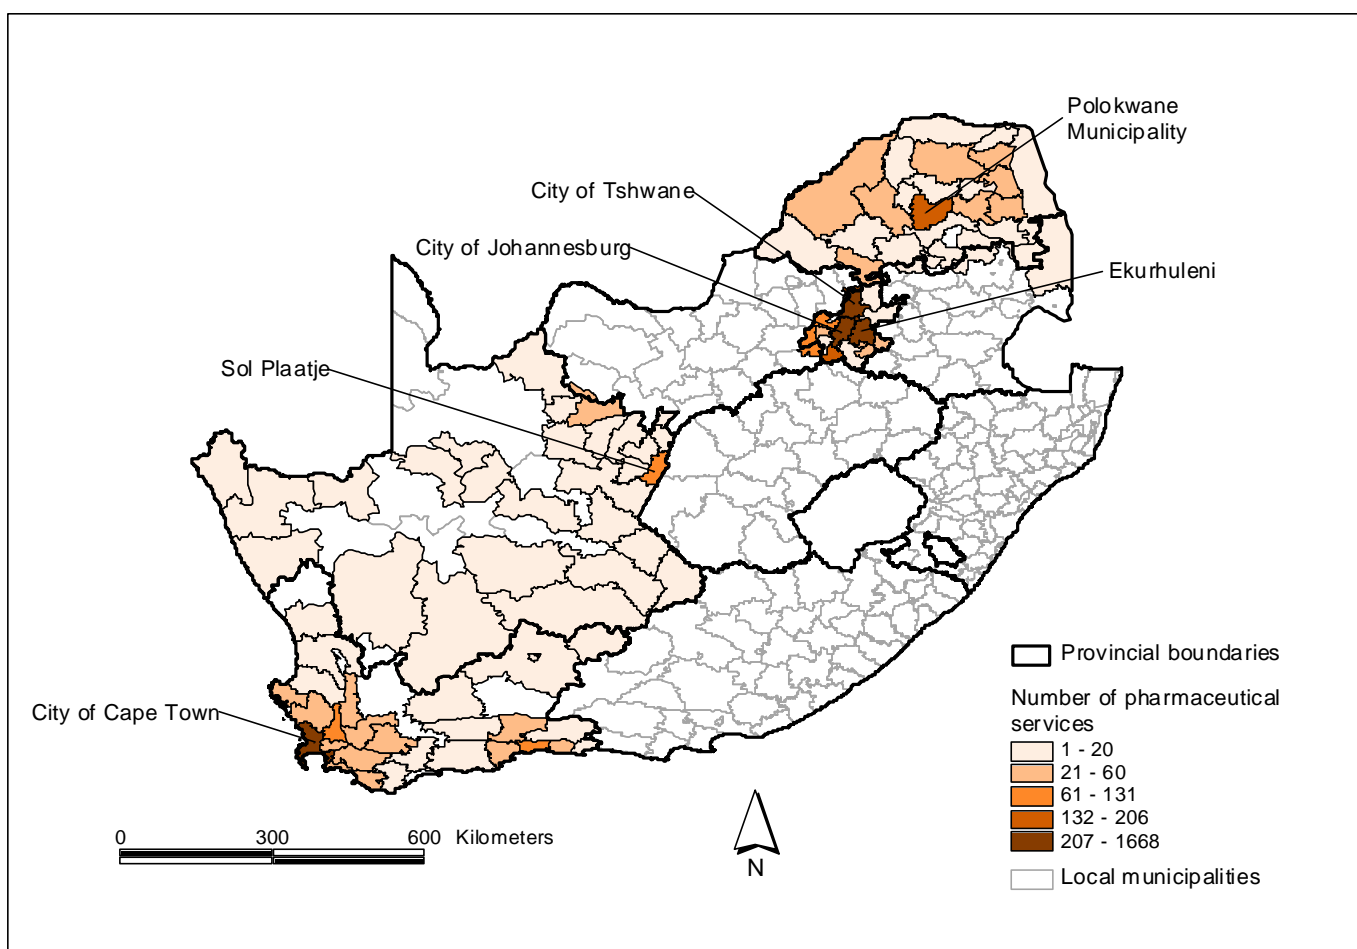 Polokwane
Municipality
City of Tshwane
City of Johannesburg
Ekurhuleni
Sol Plaatje
City of Cape Town
Provincial boundaries
Number of pharmaceutical
services
1 - 20
21 - 60
61 - 131
132 - 206
207 - 1668
Local municipalities
0 300 600 Kilometers
N